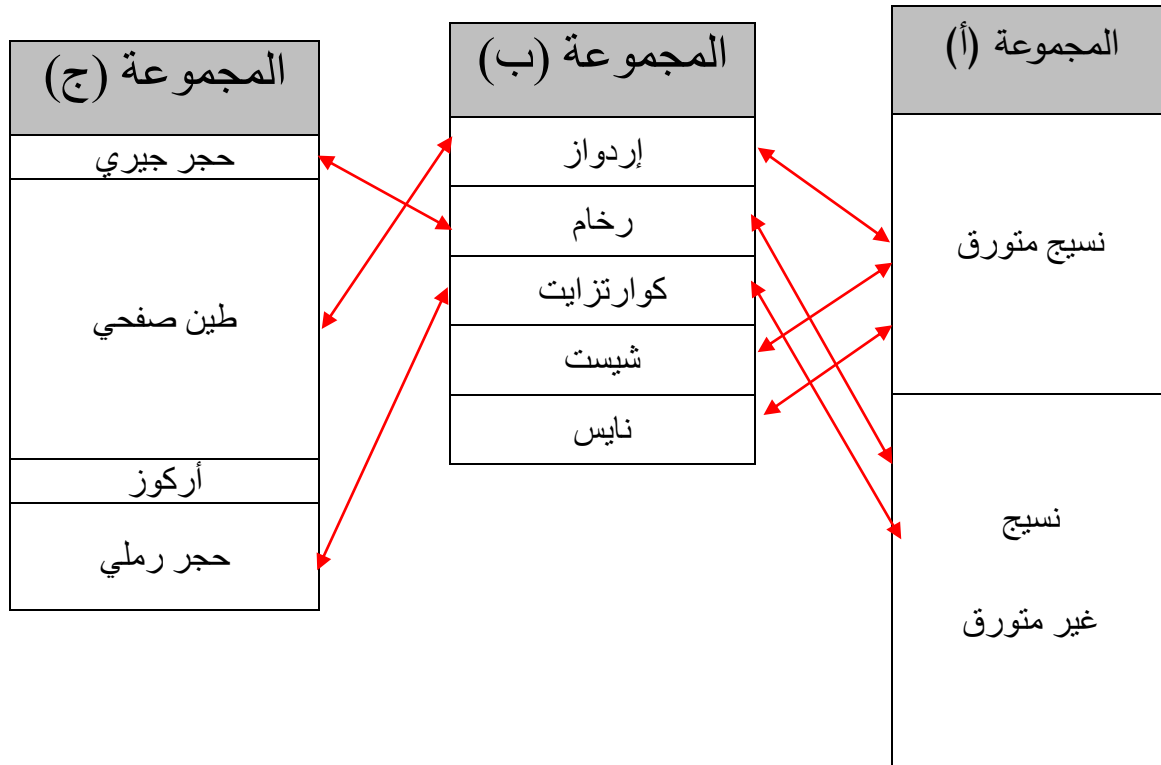 المجموعة (أ)
نسيج متورق
نسيج
غير متورق
المجموعة (ب)
إردواز
رخام
كوارتزايت
شيست
نايس
المجموعة (ج)
حجر جيري
طين صفحي
أركوز
حجر رملي